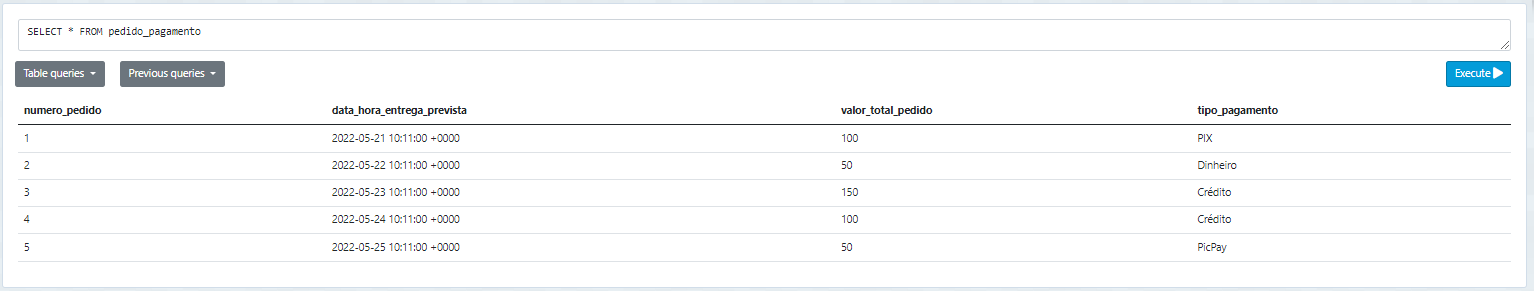 SELECT * FROM pedido_pagamento
Table queries Previous queries Execute
numero_pedido data_hora_entrega_prevista valor_total_pedido tipo_pagamento
1 2022-05-21 10:11:00 +0000 100 PIX
2 2022-05-22 10:11:00 +0000 50 Dinheiro
3 2022-05-23 10:11:00 +0000 150 Crédito
4 2022-05-24 10:11:00 +0000 100 Crédito
5 2022-05-25 10:11:00 +0000 50 PicPay